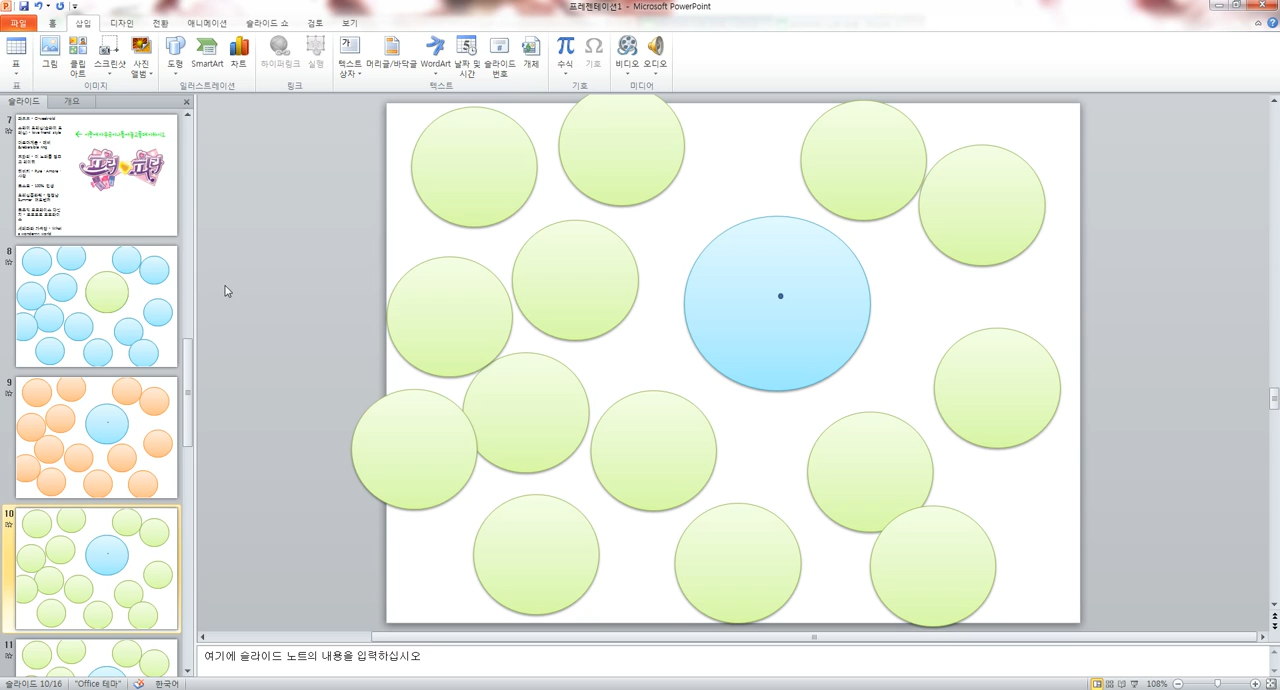 프레젠테이션1 - Microsoft PowerPoint
파일 홈 삽입 디자인 전환 애니메이션 슬라이드 쇼 검토 보기
표 그림 클립 아트 스크린샷 사진 앨범 도형 SmartArt 차트 하이퍼링크 실행 텍스트 상자 머리글/바닥글 WordArt 날짜 및 시간 슬라이드 번호 개체 수식 기호 비디오 오디오
표 이미지 일러스트레이션 링크 텍스트 기호 미디어
슬라이드 개요
7
8
9
10
11
여기에 슬라이드 노트의 내용을 입력하십시오
슬라이드 10/16 "Office 테마" 한국어 108%